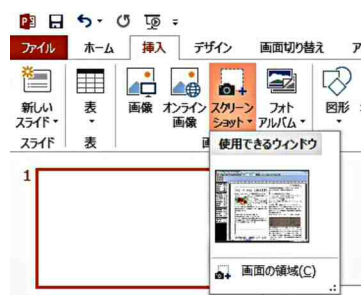 ファイル ホーム 挿入 デザイン 画面切り替え ア
新しい
スライド
表
画像
オンライン
画像
スクリーン
ショット
フォト
アルバム
図形
スライド
表
使用できるウィンドウ
1
画面の領域(C)